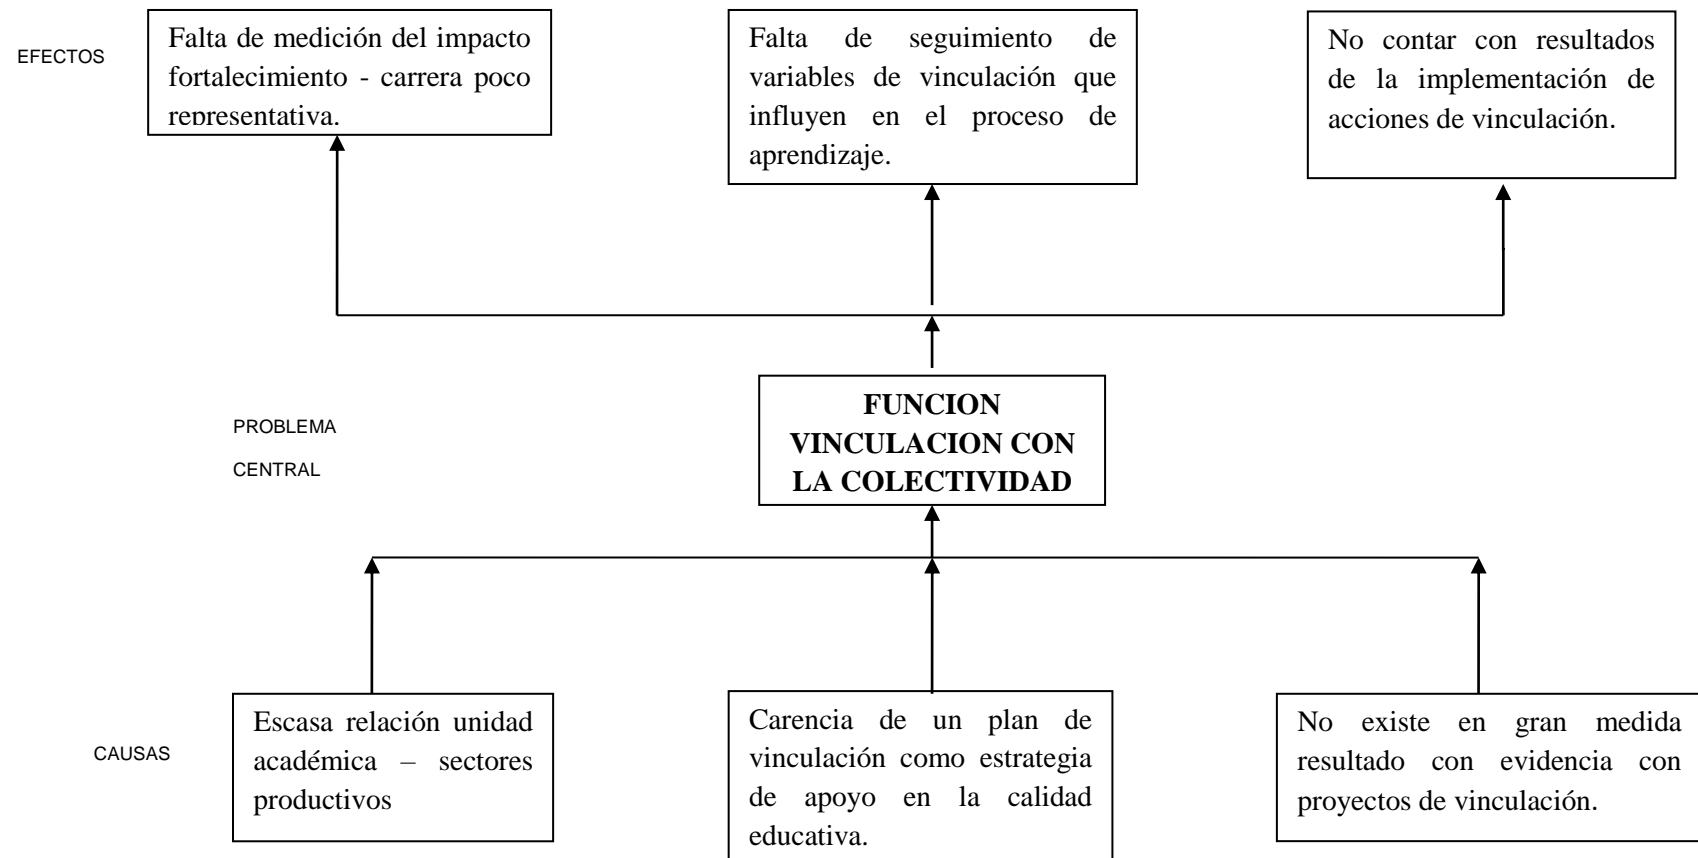 EFECTOS
Falta de medición del impacto
fortalecimiento - carrera poco
representativa.
Falta de seguimiento de
variables de vinculación que
influyen en el proceso de
aprendizaje.
No contar con resultados
de la implementación de
acciones de vinculación.
PROBLEMA
CENTRAL
FUNCION
VINCULACION CON
LA COLECTIVIDAD
CAUSAS
Escasa relación unidad
académica – sectores
productivos
Carencia de un plan de
vinculación como estrategia
de apoyo en la calidad
educativa.
No existe en gran medida
resultado con evidencia con
proyectos de vinculación.